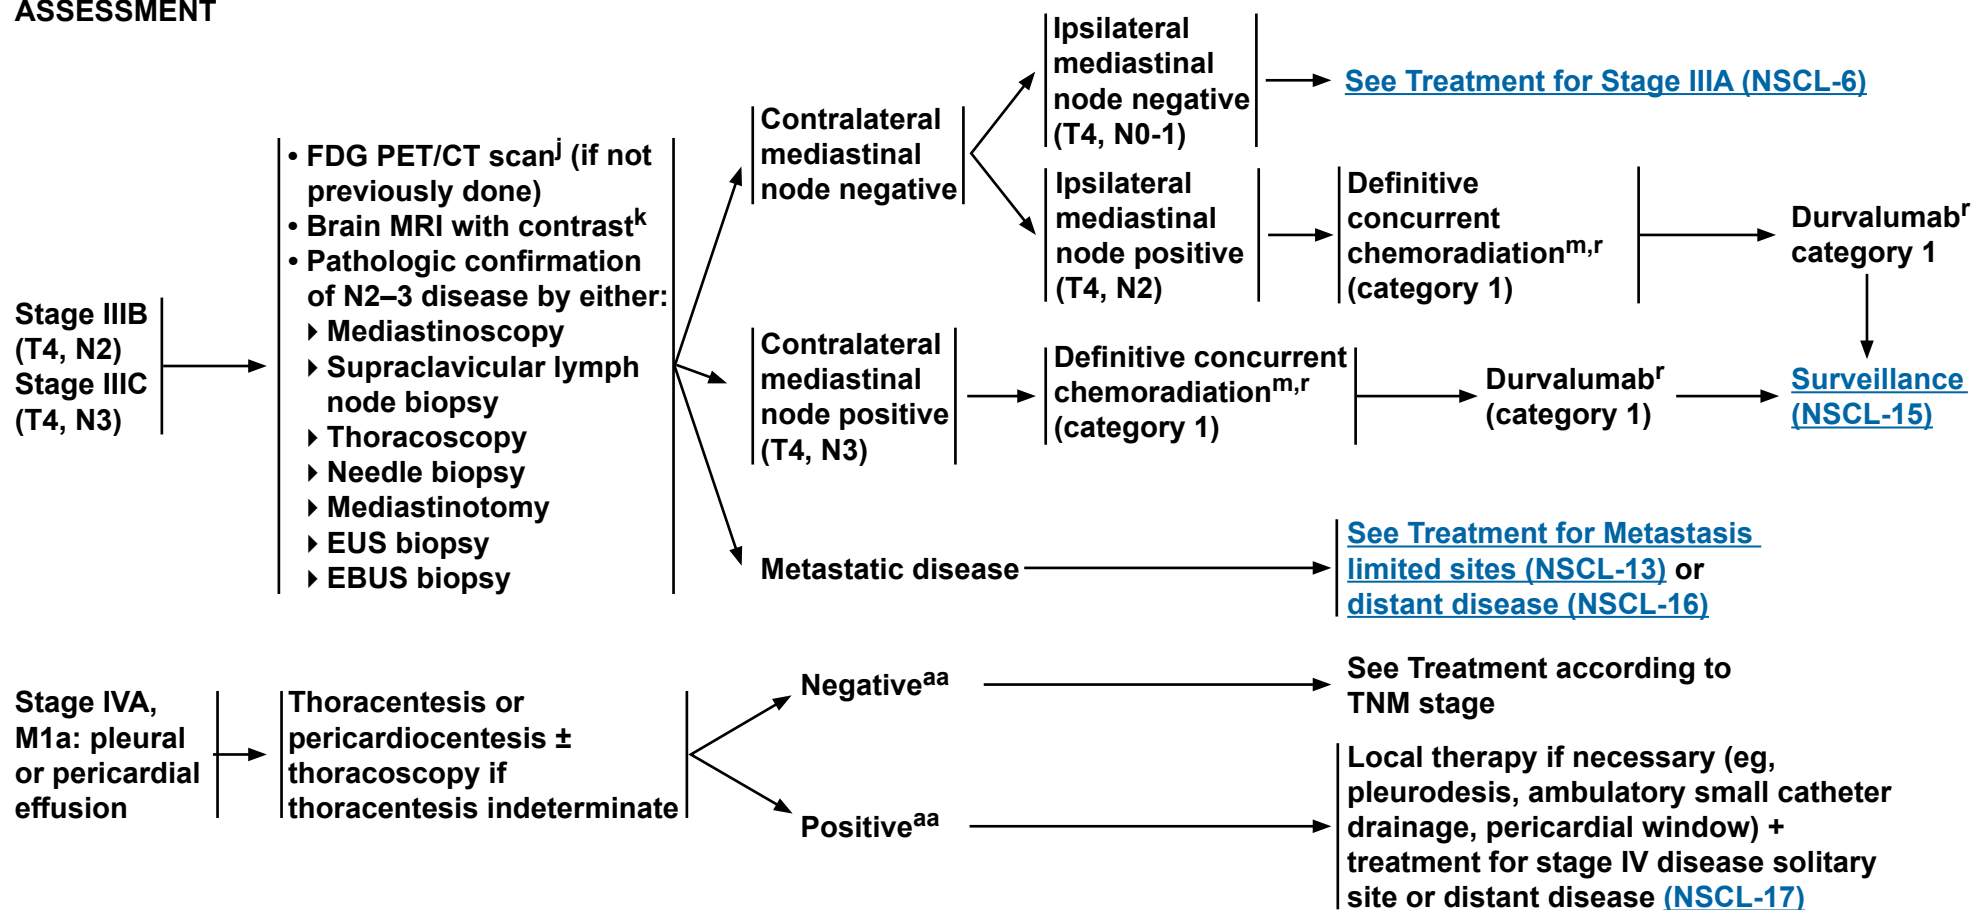 ASSESSMENT
Stage IIIB
(T4, N2)
Stage IIIC
(T4, N3)
• FDG PET/CT scanj (if not
previously done)
• Brain MRI with contrastk
• Pathologic confirmation
of N2–3 disease by either:
▸ Mediastinoscopy
▸ Supraclavicular lymph
node biopsy
▸ Thoracoscopy
▸ Needle biopsy
▸ Mediastinotomy
▸ EUS biopsy
▸ EBUS biopsy
Contralateral
mediastinal
node negative
Ipsilateral
mediastinal
node negative
(T4, N0-1)
See Treatment for Stage IIIA (NSCL-6)
Ipsilateral
mediastinal
node positive
(T4, N2)
Definitive
concurrent
chemoradiationm,r
(category 1)
Durvalumabr
category 1
Contralateral
mediastinal
node positive
(T4, N3)
Definitive concurrent
chemoradiationm,r
(category 1)
Durvalumabr
(category 1)
Surveillance
(NSCL-15)
Metastatic disease
See Treatment for Metastasis
limited sites (NSCL-13) or
distant disease (NSCL-16)
Stage IVA,
M1a: pleural
or pericardial
effusion
Thoracentesis or
pericardiocentesis ±
thoracoscopy if
thoracentesis indeterminate
Negativeaa
See Treatment according to
TNM stage
Positiveaa
Local therapy if necessary (eg,
pleurodesis, ambulatory small catheter
drainage, pericardial window) +
treatment for stage IV disease solitary
site or distant disease (NSCL-17)